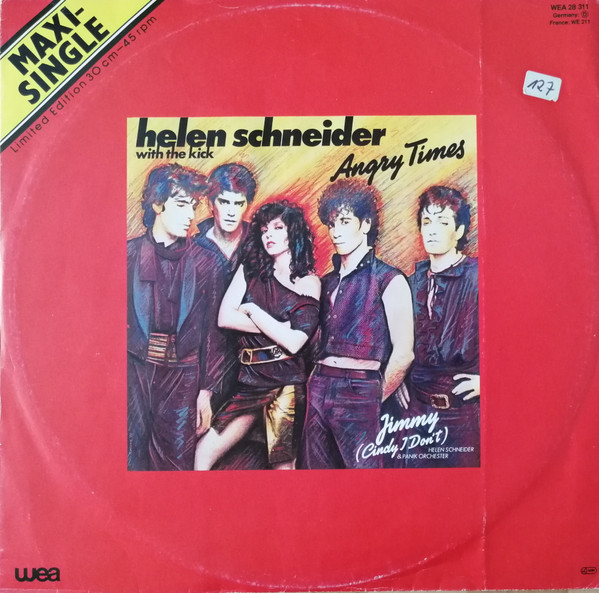 MAXI-
SINGLE
Limited Edition 30 cm-45 rpm
WEA 28 311
Germany: Ⓓ
France: WE 311
127
helen schneider
with the kick
Angry Times
Jimmy
(Cindy I Don't)
HELEN SCHNEIDER
& PANIK ORCHESTER
wea